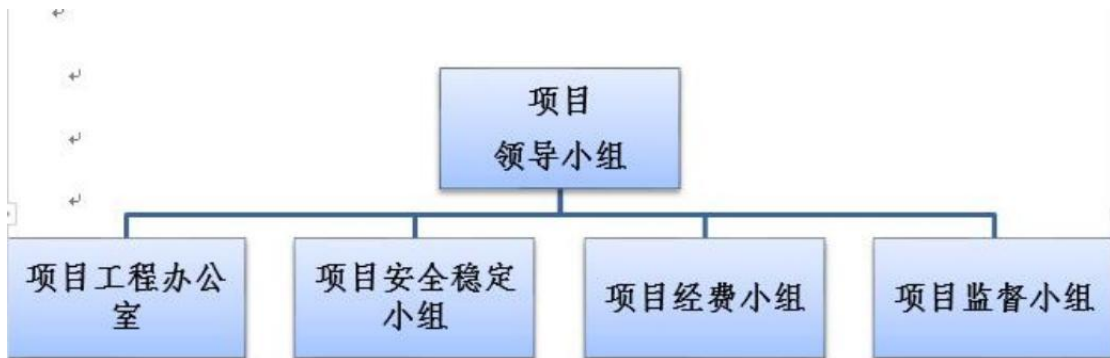 项目
领导小组
项目工程办公
室
项目安全稳定
小组
项目经费小组
项目监督小组